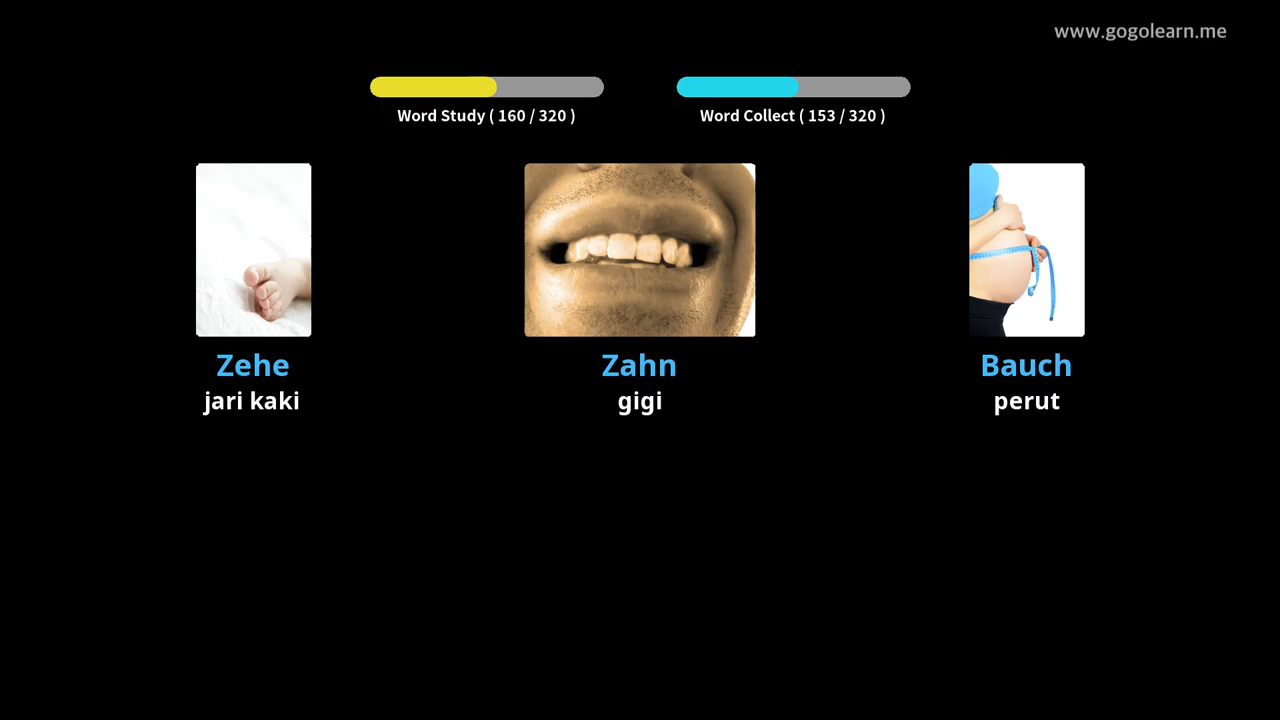 www.gogolearn.me
Word Study ( 160 / 320 )
Word Collect ( 153 / 320 )
Zehe
jari kaki
Zahn
gigi
Bauch
perut